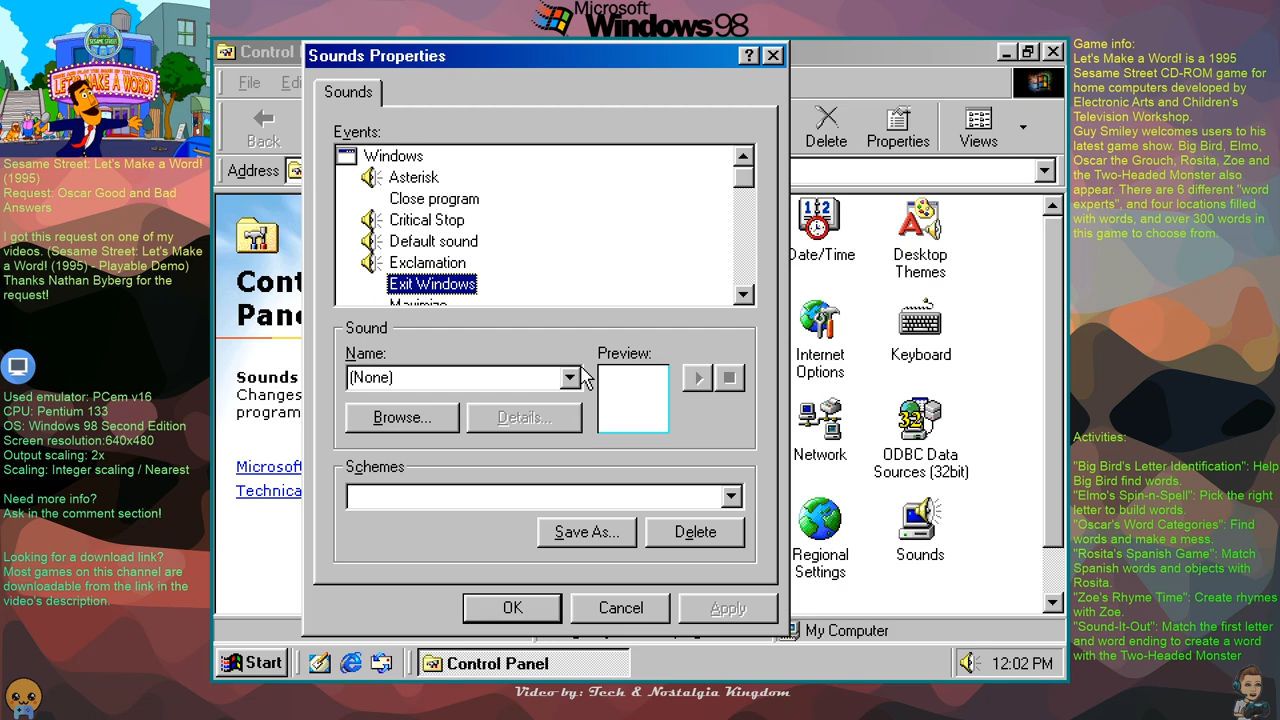 SESAME STREET
LET'S MAKE A WORD!
Sesame Street: Let's Make a Word!
(1995)
Request: Oscar Good and Bad
Answers
I got this request on one of my
videos. (Sesame Street: Let's Make
a Word! (1995) - Playable Demo)
Thanks Nathan Byberg for the
request!
Used emulator: PCem v16
CPU: Pentium 133
OS: Windows 98 Second Edition
Screen resolution:640x480
Output scaling: 2x
Scaling: Integer scaling / Nearest
Need more info?
Ask in the comment section!
Looking for a download link?
Most games on this channel are
downloadable from the link in the
video's description.
Microsoft
Windows98
Control
File Edi
Back
Delete
Properties
Views
Address
Cont
Pane
Sounds
Changes
program
Microsof
Technica
Sounds Properties
Sounds
Events:
Windows
Asterisk
Close program
Critical Stop
Default sound
Exclamation
Exit Windows
Maximize
Sound
Name:
Preview:
(None)
Browse...
Details...
Schemes
Save As...
Delete
OK
Cancel
Apply
Date/Time
Desktop
Themes
Internet
Options
Keyboard
Network
ODBC Data
Sources (32bit)
Regional
Settings
Sounds
My Computer
Start
Control Panel
12:02 PM
Video by: Tech & Nostalgia Kingdom
Game info:
Let's Make a Word! is a 1995
Sesame Street CD-ROM game for
home computers developed by
Electronic Arts and Children's
Television Workshop.
Guy Smiley welcomes users to his
latest game show. Big Bird, Elmo,
Oscar the Grouch, Rosita, Zoe and
the Two-Headed Monster also
appear. There are 6 different "word
experts", and four locations filled
with words, and over 300 words in
this game to choose from.
Activities:
"Big Bird's Letter Identification": Help
Big Bird find words.
"Elmo's Spin-n-Spell": Pick the right
letter to build words.
"Oscar's Word Categories": Find
words and make a mess.
"Rosita's Spanish Game": Match
Spanish words and objects with
Rosita.
"Zoe's Rhyme Time": Create rhymes
with Zoe.
"Sound-It-Out": Match the first letter
and word ending to create a word
with the Two-Headed Monster